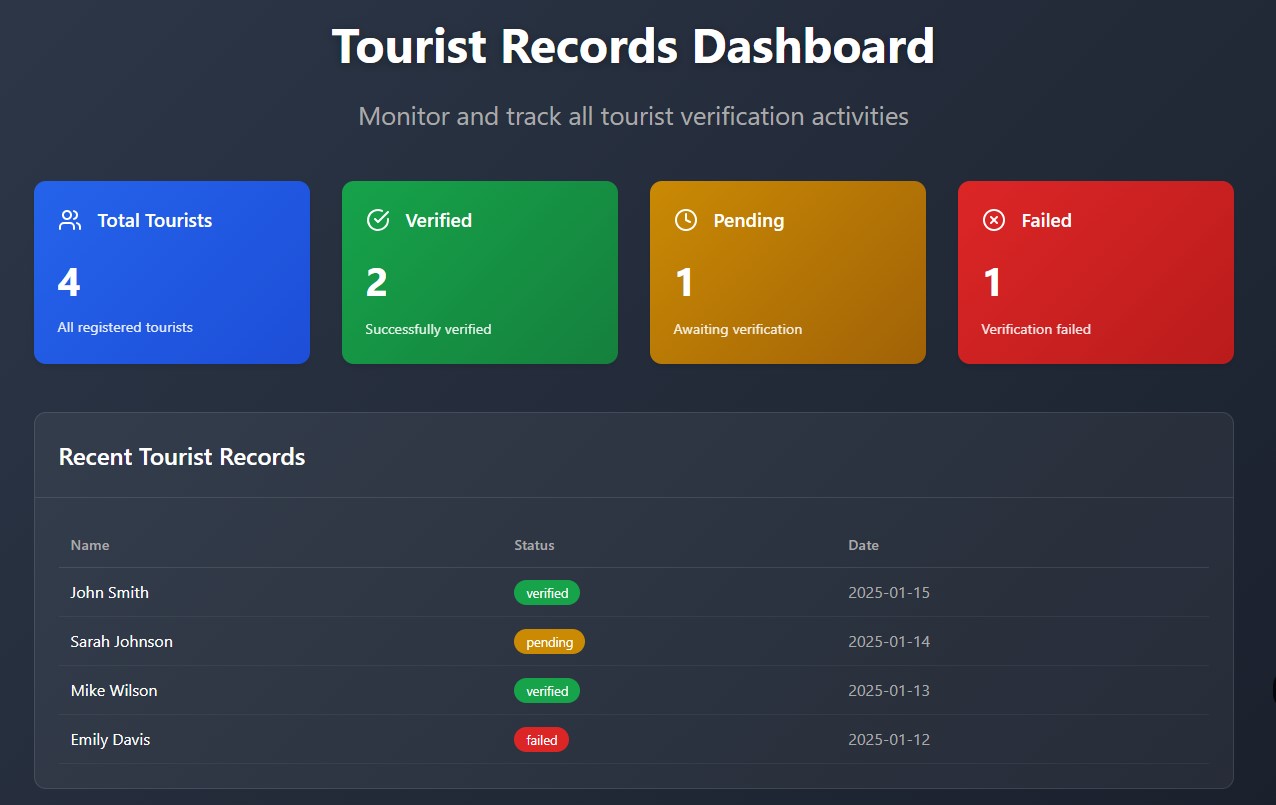 Tourist Records Dashboard
Monitor and track all tourist verification activities
Total Tourists
4
All registered tourists
Verified
2
Successfully verified
Pending
1
Awaiting verification
Failed
1
Verification failed
Recent Tourist Records
Name Status Date
John Smith verified 2025-01-15
Sarah Johnson pending 2025-01-14
Mike Wilson verified 2025-01-13
Emily Davis failed 2025-01-12